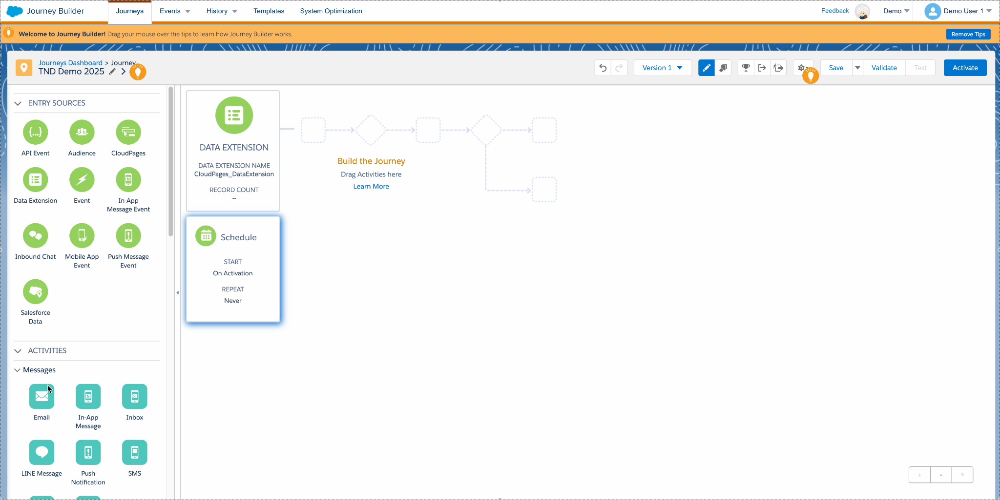 Journey Builder
Journeys
Events
History
Templates
System Optimization
Feedback
Demo
Demo User 1
Welcome to Journey Builder! Drag your mouse over the tips to learn how Journey Builder works.
Remove Tips
Journeys Dashboard > Journey
TND Demo 2025
Version 1
Save
Validate
Test
Activate
ENTRY SOURCES
API Event
Audience
CloudPages
Data Extension
Event
In-App
Message Event
Inbound Chat
Mobile App
Event
Push Message
Event
Salesforce
Data
ACTIVITIES
Messages
Email
In-App
Message
Inbox
LINE Message
Push
Notification
SMS
DATA EXTENSION
DATA EXTENSION NAME
CloudPages_DataExtension
RECORD COUNT
--
Schedule
START
On Activation
REPEAT
Never
Build the Journey
Drag Activities here
Learn More